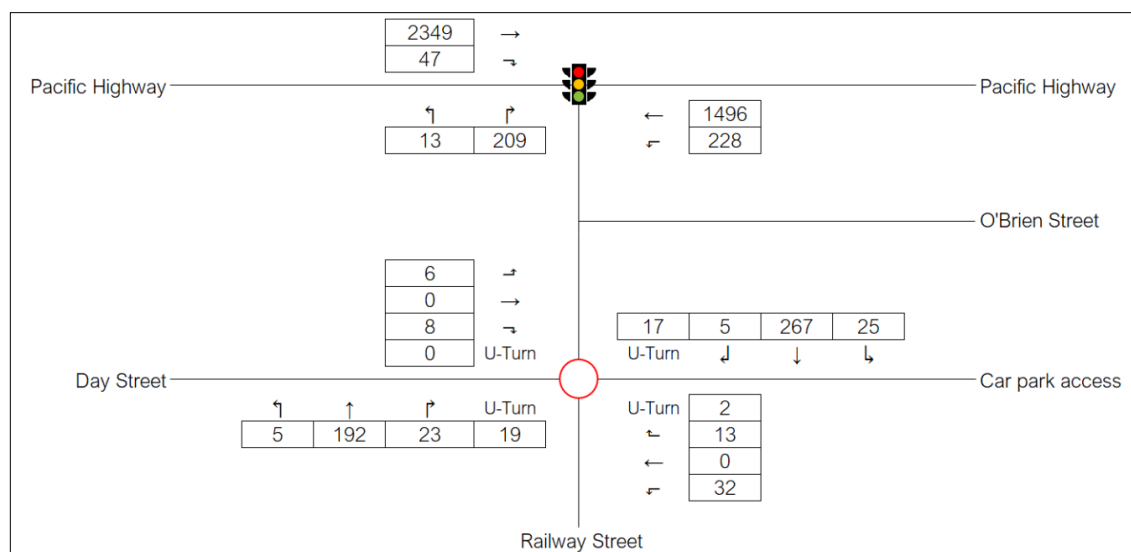 2349
47
Pacific Highway
Pacific Highway
13 209
1496
228
O'Brien Street
6
0
8
0 U-Turn
17 5 267 25
U-Turn
Day Street
Car park access
U-Turn
5 192 23 19
U-Turn 2
13
0
32
Railway Street